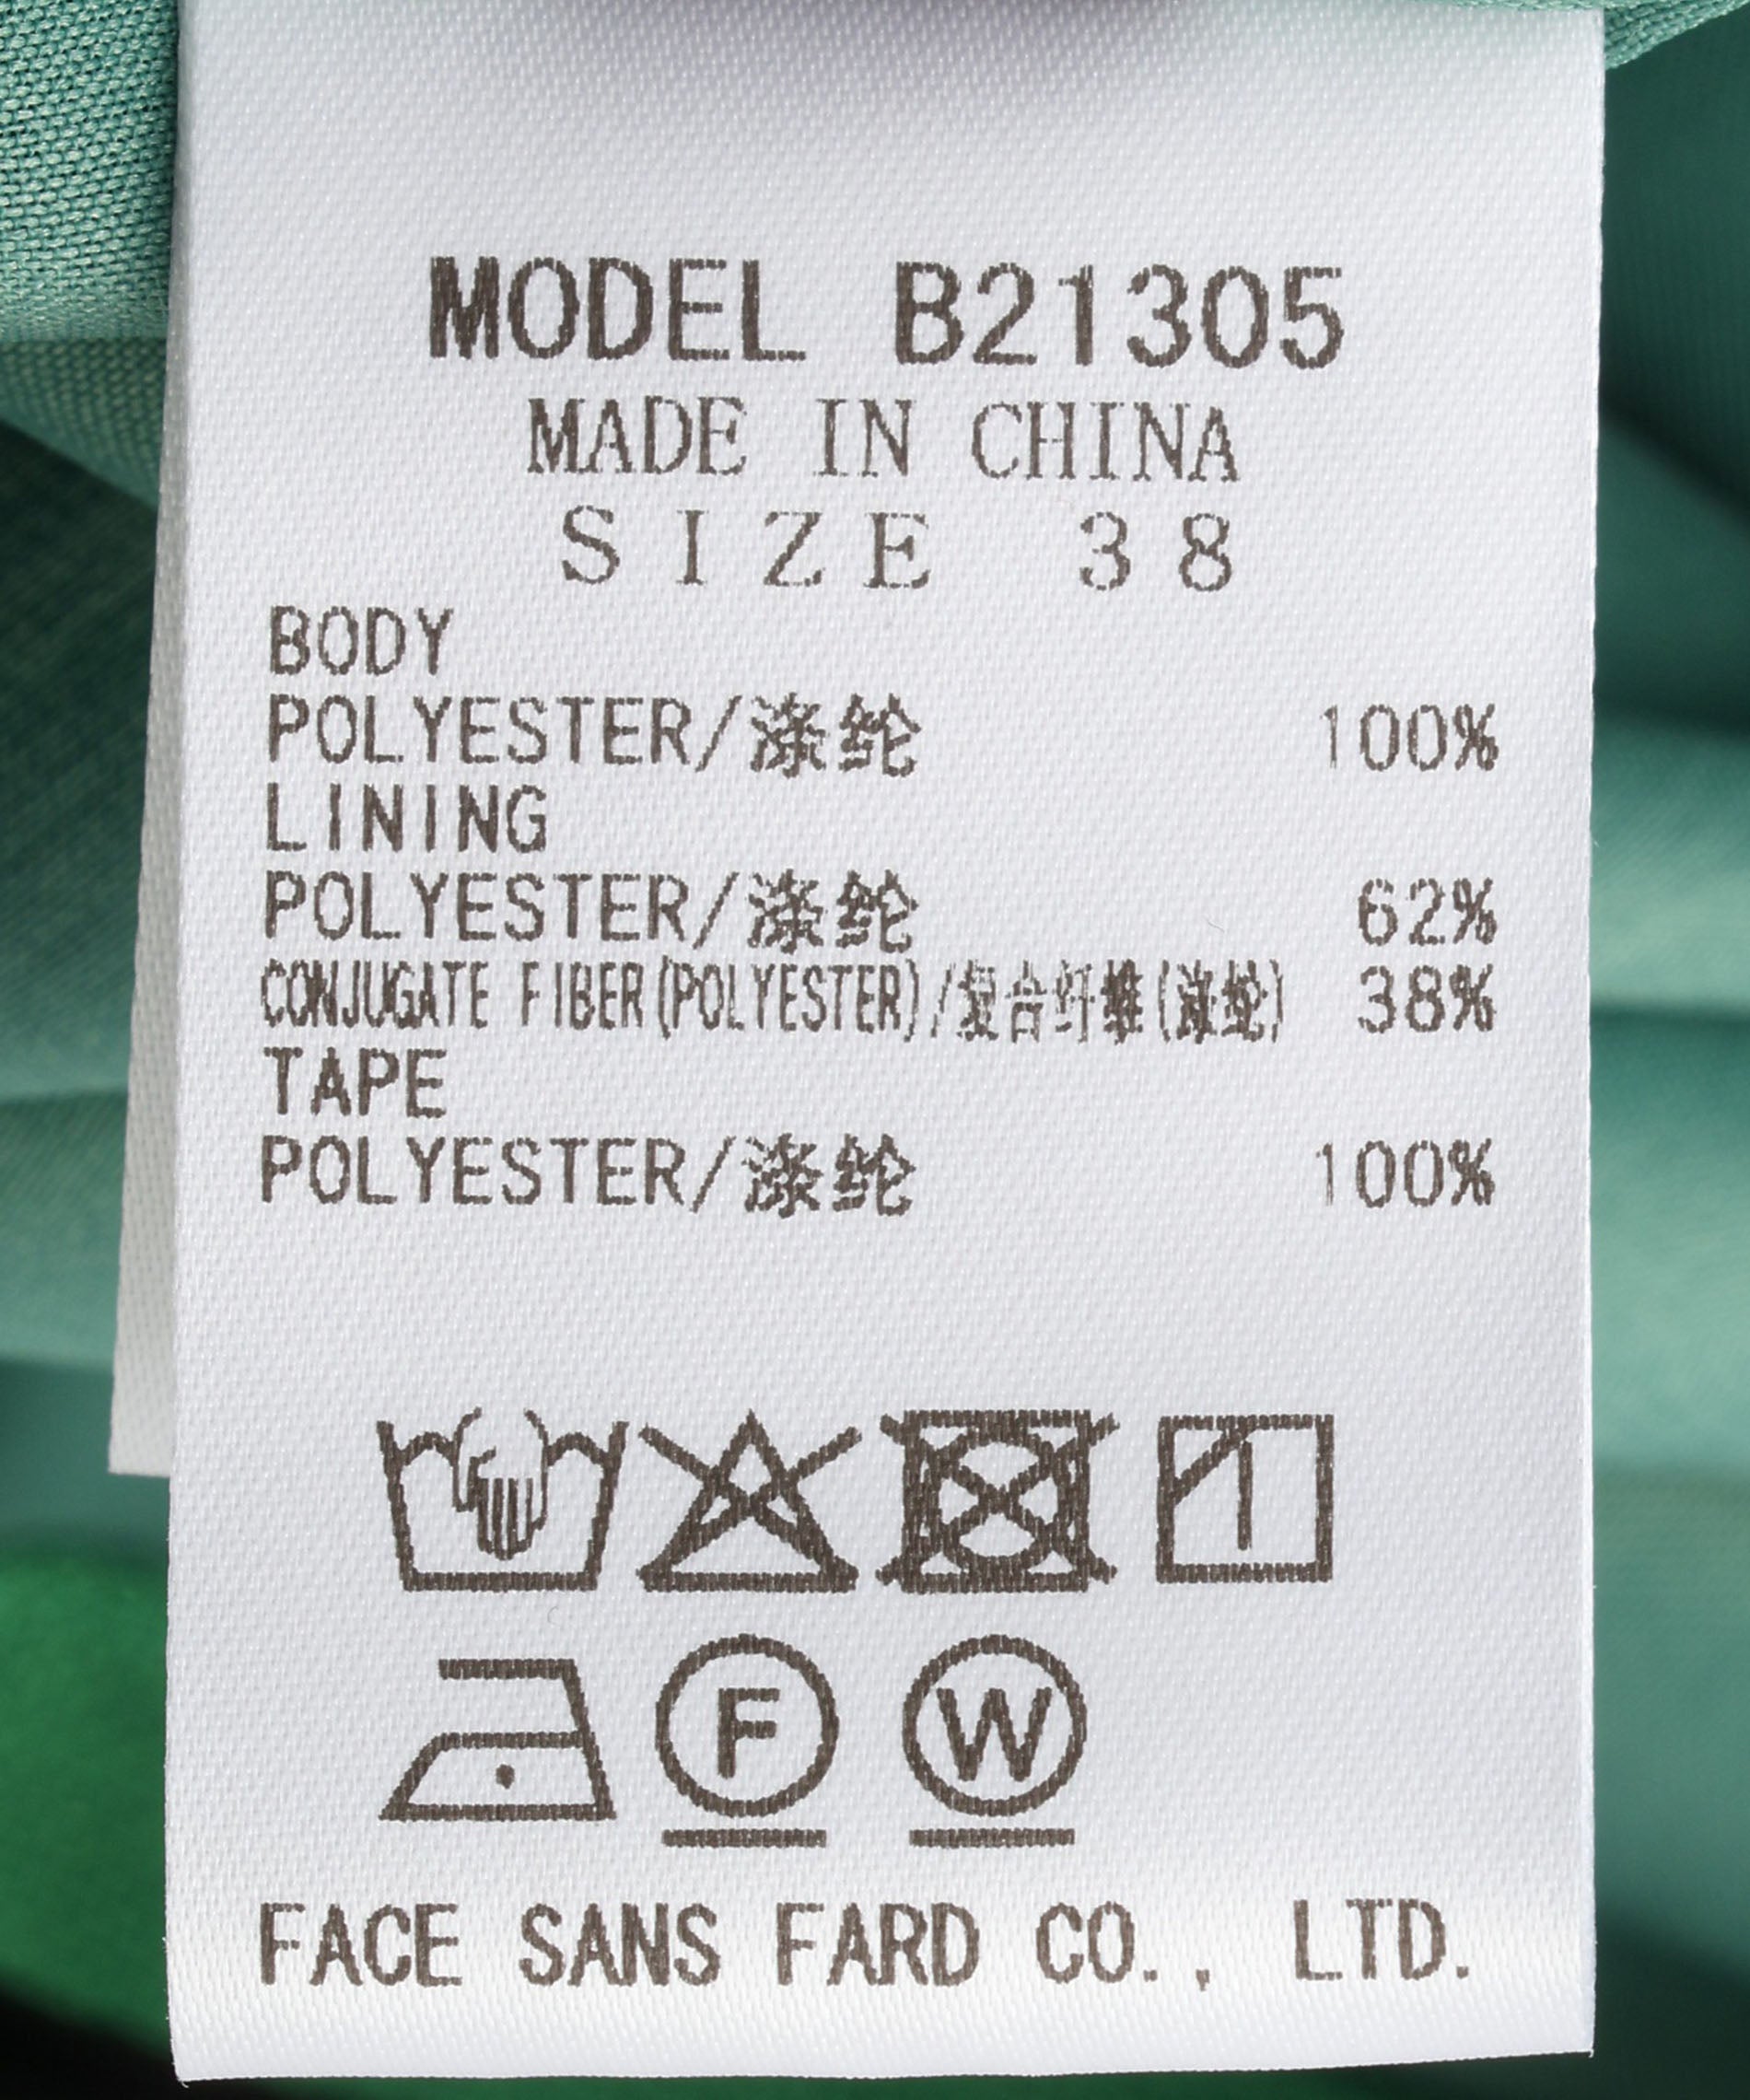 MODEL B21305
MADE IN CHINA
SIZE 38
BODY
POLYESTER/涤纶 100%
LINING
POLYESTER/涤纶 62%
CONJUGATE FIBER(POLYESTER)/复合纤维(涤纶) 38%
TAPE
POLYESTER/涤纶 100%
F W
FACE SANS FARD CO., LTD.